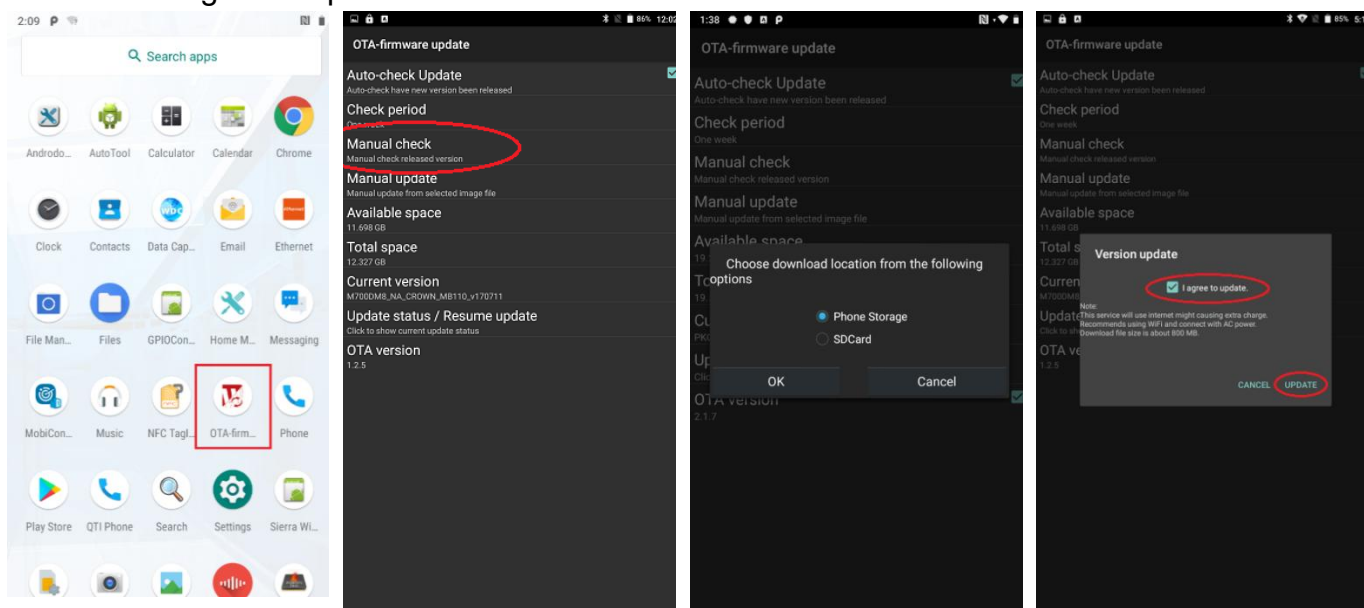 2:09
Search apps
Androdo...
AutoTool
Calculator
Calendar
Chrome
Clock
Contacts
Data Cap...
Email
Ethernet
File Man...
Files
GPIOCon...
Home M...
Messaging
MobiCon...
Music
NFC TagI...
OTA-firm...
Phone
Play Store
QTI Phone
Search
Settings
Sierra Wi...
86% 12:02
OTA-firmware update
Auto-check Update
Auto-check have new version been released
Check period
One week
Manual check
Manual check released version
Manual update
Manual update from selected image file
Available space
11.698 GB
Total space
12.327 GB
Current version
M700DM8_NA_CROWN_MB110_v170711
Update status / Resume update
Click to show current update status
OTA version
1.2.5
1:38
OTA-firmware update
Auto-check Update
Auto-check have new version been released
Check period
One week
Manual check
Manual check released version
Manual update
Manual update from selected image file
Available space
Choose download location from the following
options
Phone Storage
SDCard
OK Cancel
OTA version
2.1.7
85%
OTA-firmware update
Auto-check Update
Auto-check have new version been released
Check period
One week
Manual check
Manual check released version
Manual update
Manual update from selected image file
Available space
11.698 GB
Total s
12.327 GB
Version update
I agree to update.
Curren
M700DM8
Note:
This service will use internet might causing extra charge.
Recommends using WiFi and connect with AC power.
Download file size is about 800 MB.
Update
Click to sh
OTA ve
1.2.5
CANCEL UPDATE